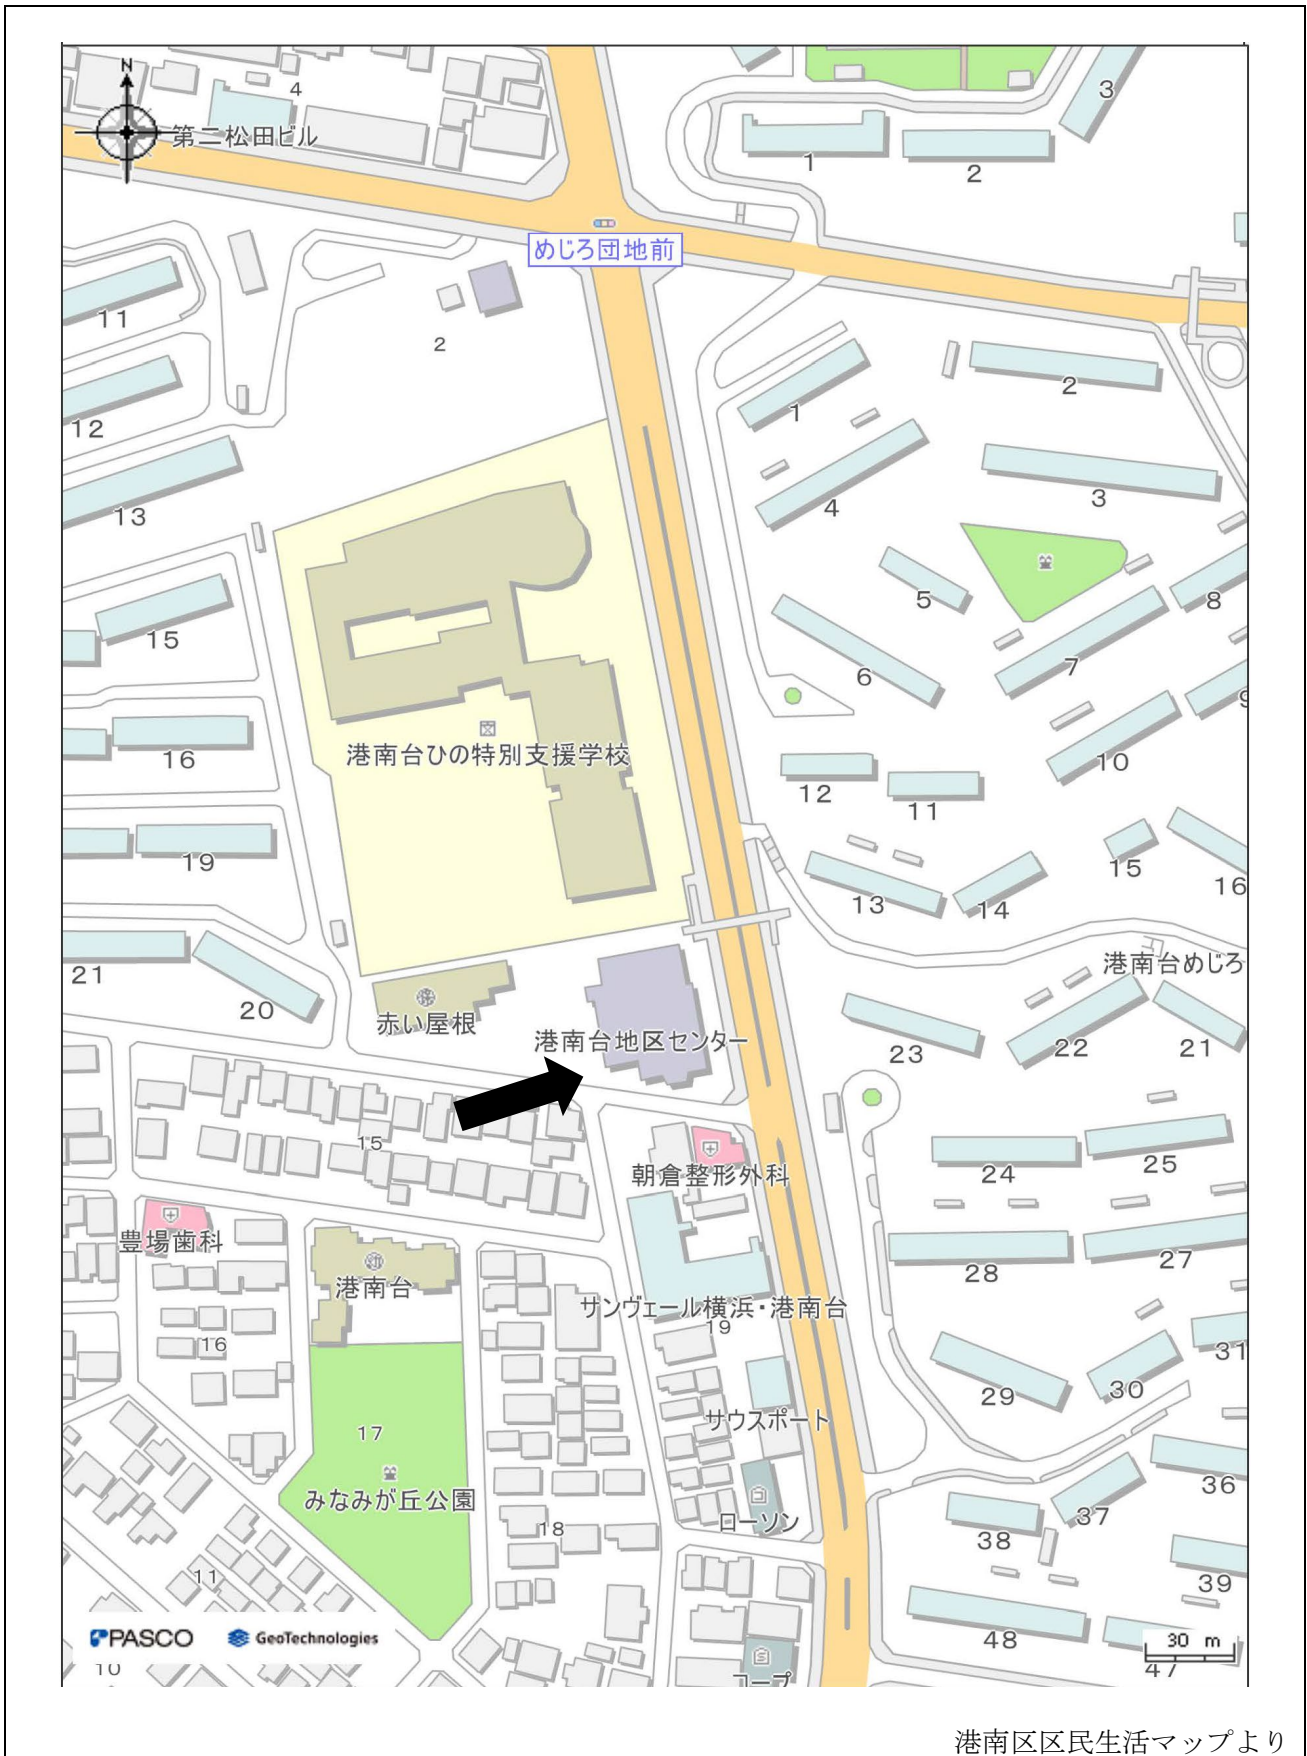 N
4
第二松田ビル
3
1
2
めじろ団地前
11
2
12
1
2
13
4
3
5
8
15
6
7
9
港南台ひの特別支援学校
16
10
12
11
19
15
13
14
16
21
20
港南台めじろ
赤い屋根
港南台地区センター
23
22
21
15
朝倉整形外科
24
25
豊場歯科
28
27
港南台
サンヴェール横浜・港南台
19
16
31
29
30
サウスポート
17
36
みなみが丘公園
ローソン
37
38
18
11
39
PASCO
GeoTechnologies
48
30 m
10
コープ
47
港南区区民生活マップより